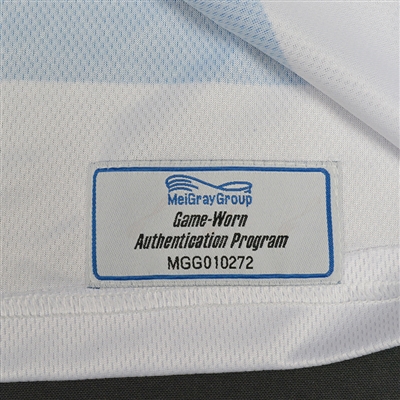 MeiGrayGroup
Game-Worn
Authentication Program
MGG010272